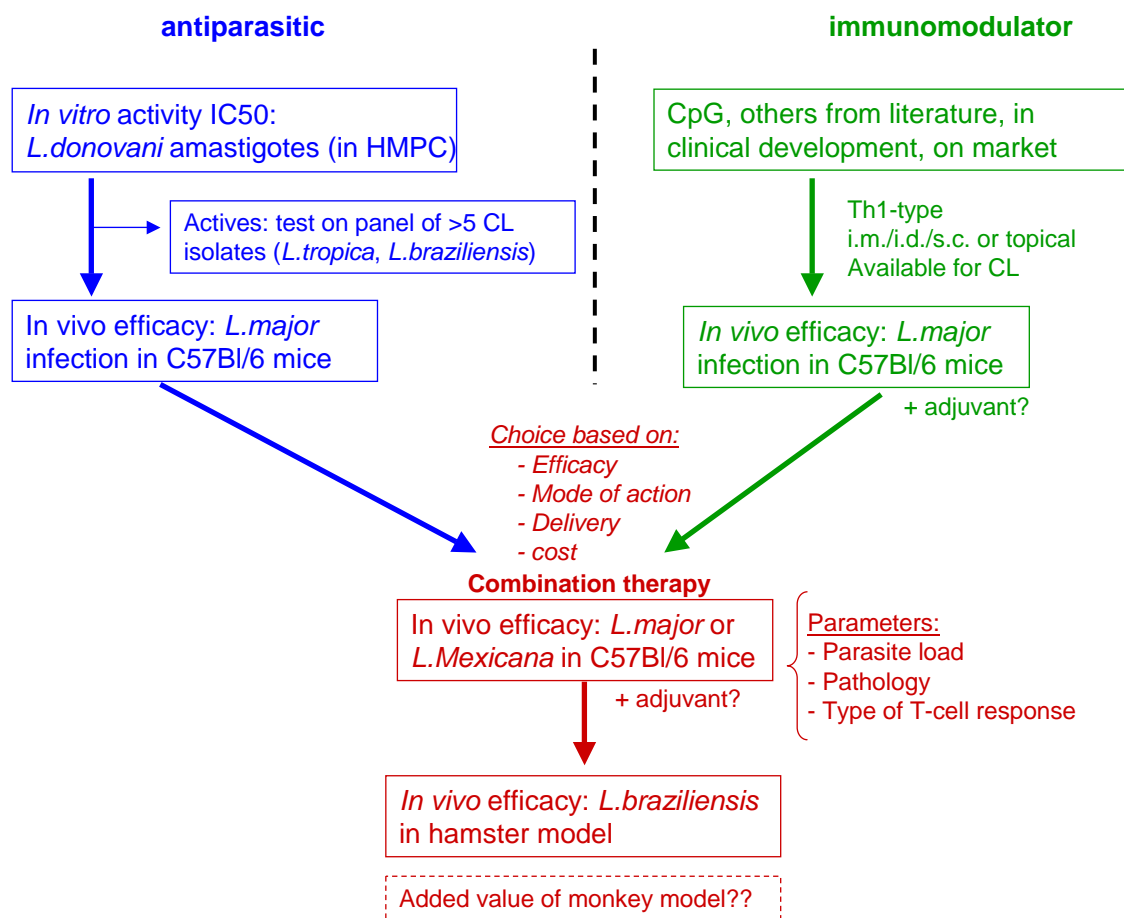 antiparasitic
immunomodulator
In vitro activity IC50:
L.donovani amastigotes (in HMPC)
CpG, others from literature, in
clinical development, on market
Actives: test on panel of >5 CL
isolates (L.tropica, L.braziliensis)
Th1-type
i.m./i.d./s.c. or topical
Available for CL
In vivo efficacy: L.major
infection in C57Bl/6 mice
In vivo efficacy: L.major
infection in C57Bl/6 mice
+ adjuvant?
Choice based on:
- Efficacy
- Mode of action
- Delivery
- cost
Combination therapy
In vivo efficacy: L.major or
L.Mexicana in C57Bl/6 mice
+ adjuvant?
Parameters:
- Parasite load
- Pathology
- Type of T-cell response
In vivo efficacy: L.braziliensis
in hamster model
Added value of monkey model??